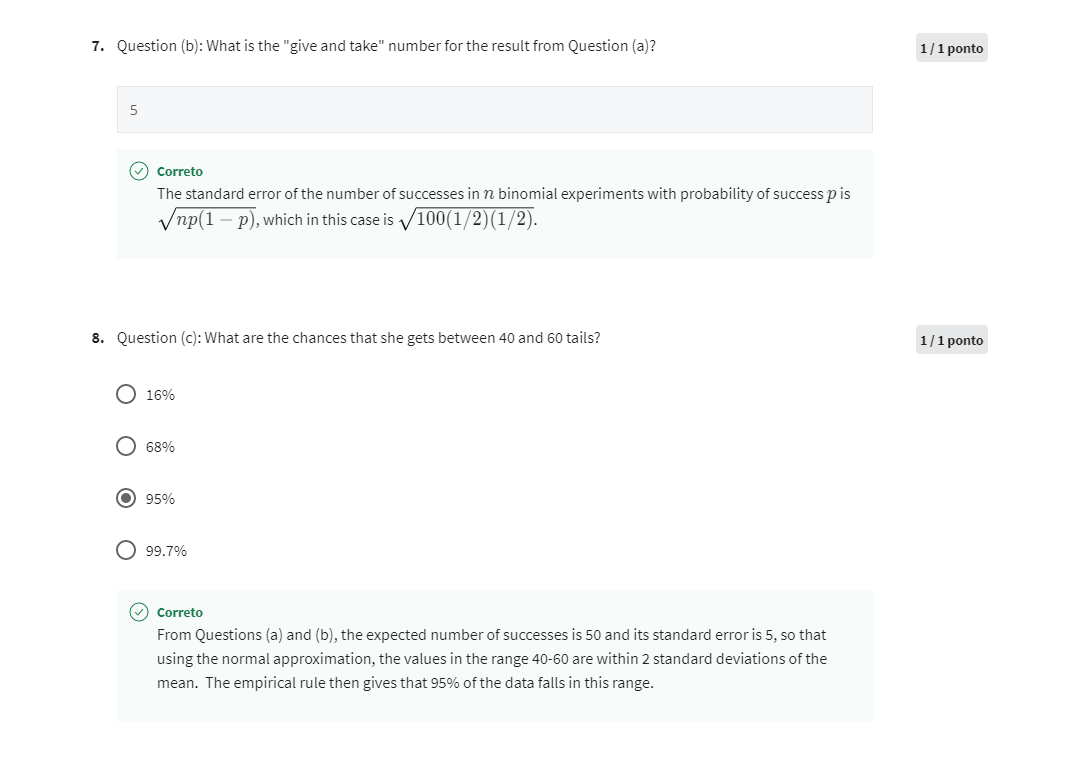 7. Question (b): What is the "give and take" number for the result from Question (a)?
1 / 1 ponto
5
Correto
The standard error of the number of successes in n binomial experiments with probability of success p is
√np(1 − p), which in this case is √100(1/2)(1/2).
8. Question (c): What are the chances that she gets between 40 and 60 tails?
1 / 1 ponto
16%
68%
95%
99.7%
Correto
From Questions (a) and (b), the expected number of successes is 50 and its standard error is 5, so that
using the normal approximation, the values in the range 40-60 are within 2 standard deviations of the
mean. The empirical rule then gives that 95% of the data falls in this range.